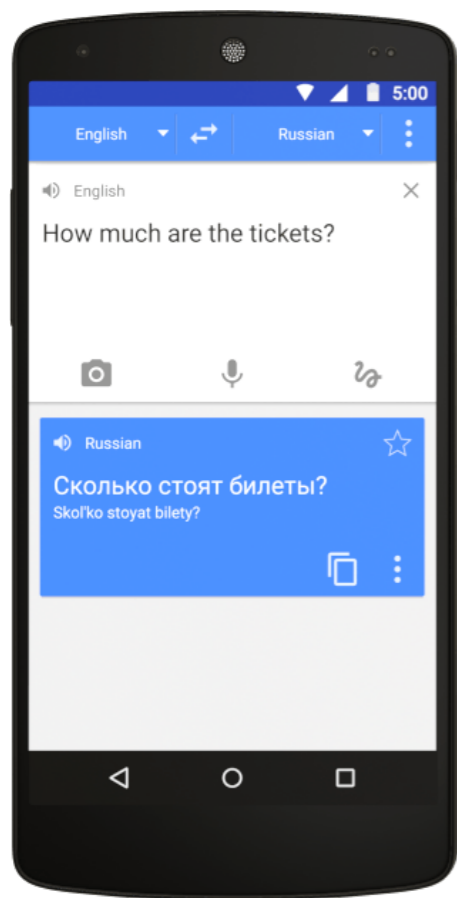 5:00
English Russian
English
How much are the tickets?
Russian
Сколько стоят билеты?
Skol'ko stoyat bilety?